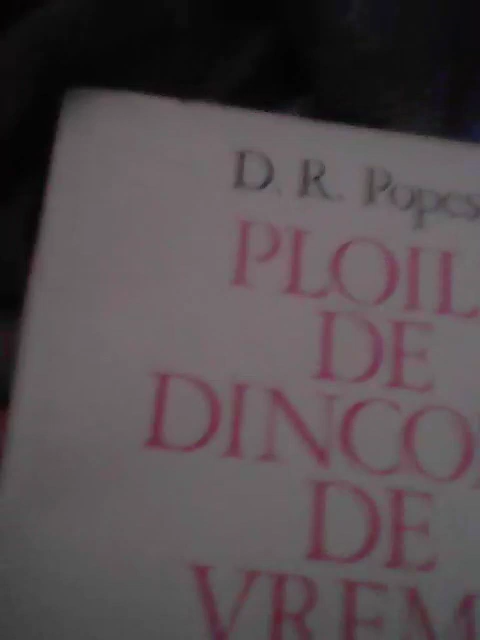 D. R. Popes
PLOIL
DE
DINCO
DE
VREM